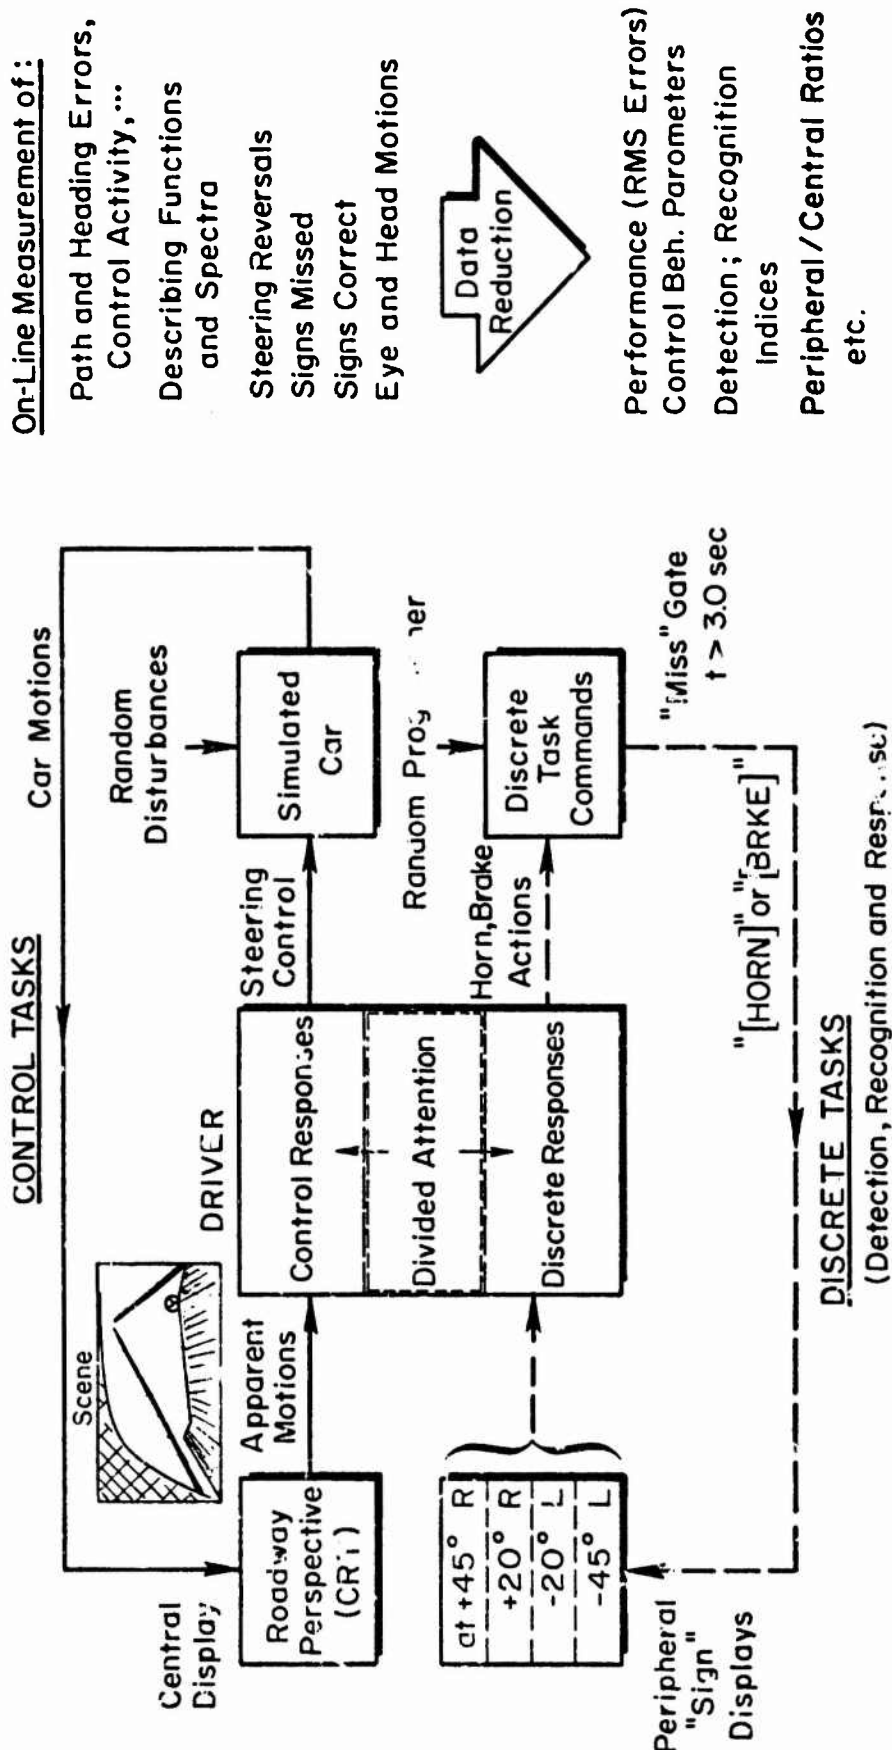 CONTROL TASKS
Car Motions
Central
Display
Scene
DRIVER
Random
Disturbances
Roadway
Perspective
Apparent
Motions
Control Responses
Steering
Control
Simulated
Car
Divided Attention
Random
at +45° R
+20° R
-20° L
-45° L
Discrete Responses
Horn, Brake
Actions
Discrete
Task
Commands
Peripheral
"Sign"
Displays
"[HORN]" or "[BRKE]"
"Miss" Gate
t > 3.0 sec
DISCRETE TASKS
(Detection, Recognition and
On-Line Measurement of:
Path and Heading Errors,
Control Activity,...
Describing Functions
and Spectra
Steering Reversals
Signs Missed
Signs Correct
Eye and Head Motions
Data
Reduction
Performance (RMS Errors)
Control Beh. Parometers
Detection; Recognition
Indices
Peripheral/Central Ratios
etc.